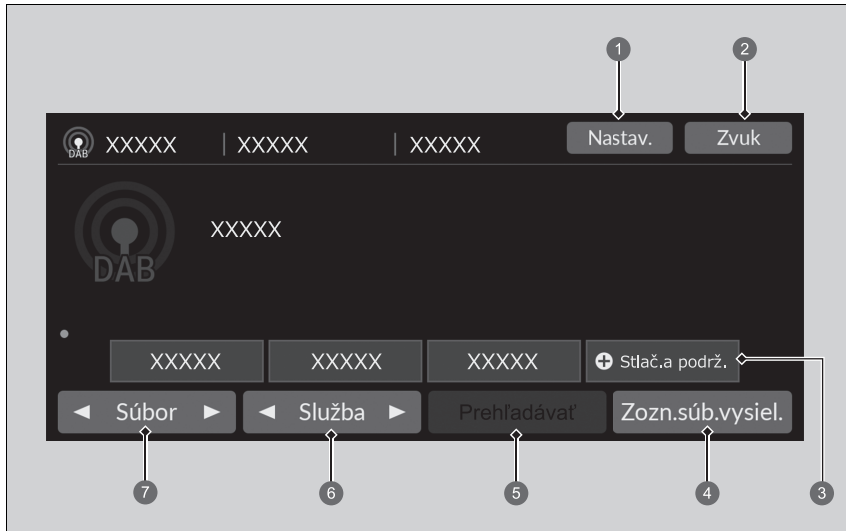 1 2
DAB XXXXX | XXXXX | XXXXX Nastav. Zvuk
XXXXX
DAB
XXXXX XXXXX XXXXX Stlač.a podrž.
◄ Súbor ► ◄ Služba ► Prehľadávať Zozn.súb.vysiel.
7 6 5 4 3